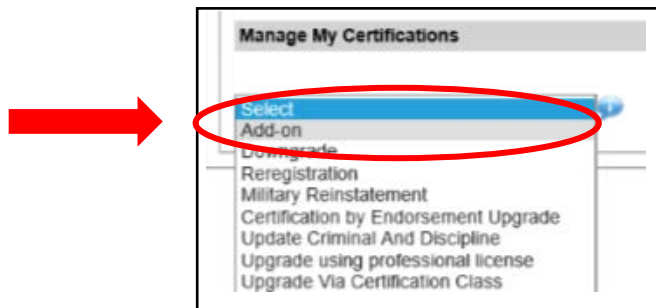 Manage My Certifications
Select
Add-on
Downgrade
Reregistration
Military Reinstatement
Certification by Endorsement Upgrade
Update Criminal And Discipline
Upgrade using professional license
Upgrade Via Certification Class